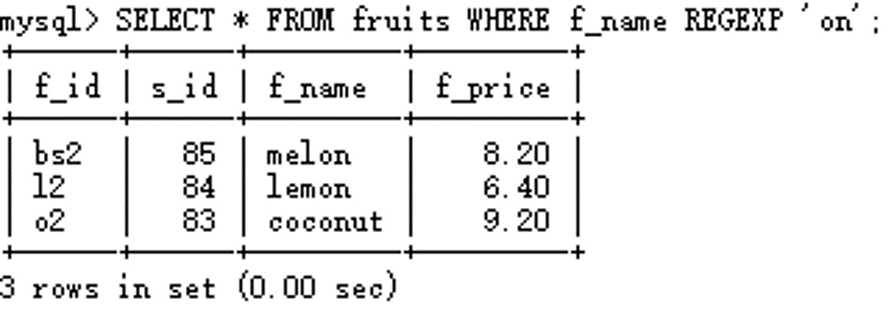 mysql> SELECT * FROM fruits WHERE f_name REGEXP 'on';
| f_id | s_id | f_name | f_price |
| bs2 | 85 | melon | 8.20 |
| l2 | 84 | lemon | 6.40 |
| o2 | 83 | coconut | 9.20 |
3 rows in set (0.00 sec)